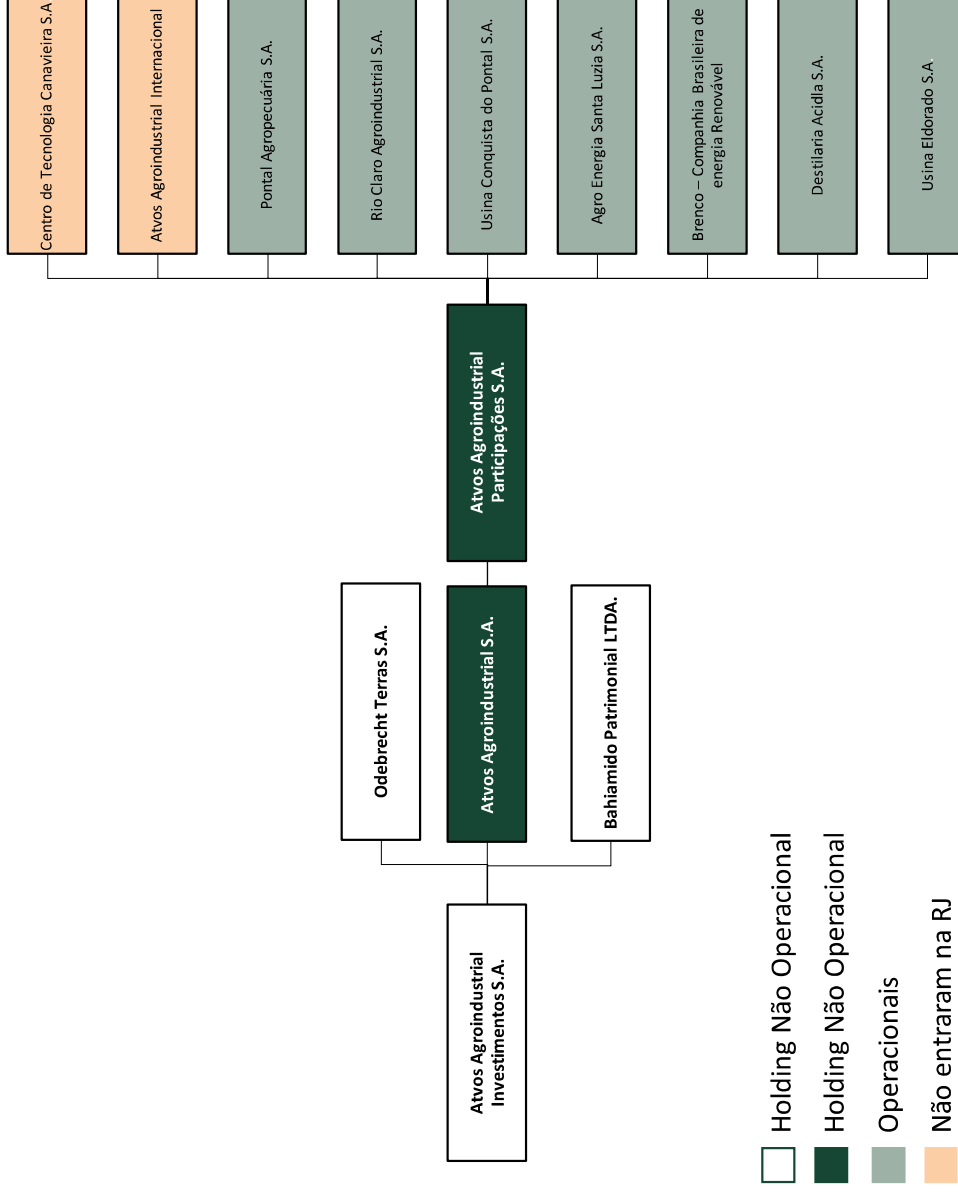 Atvos Agroindustrial
Investimentos S.A.
Odebrecht Terras S.A.
Atvos Agroindustrial S.A.
Bahiamido Patrimonial LTDA.
Atvos Agroindustrial
Participações S.A.
Centro de Tecnologia Canavieira S.A
Atvos Agroindustrial Internacional
Pontal Agropecuária S.A.
Rio Claro Agroindustrial S.A.
Usina Conquista do Pontal S.A.
Agro Energia Santa Luzia S.A.
Brenco – Companhia Brasileira de
energia Renovável
Destilaria Acidla S.A.
Usina Eldorado S.A.
Holding Não Operacional
Holding Não Operacional
Operacionais
Não entraram na RJ